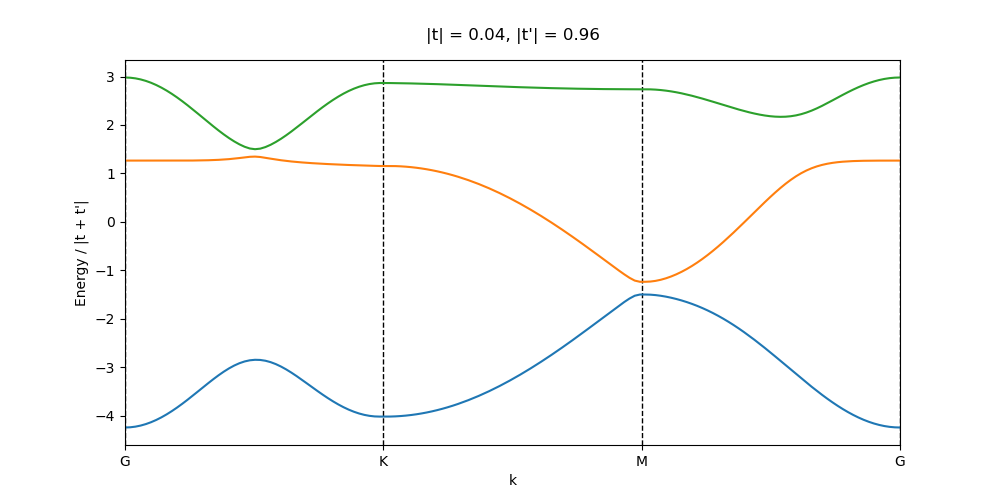 |t| = 0.04, |t'| = 0.96
Energy / |t + t'|
3
2
1
0
−1
−2
−3
−4
G
K
M
G
k